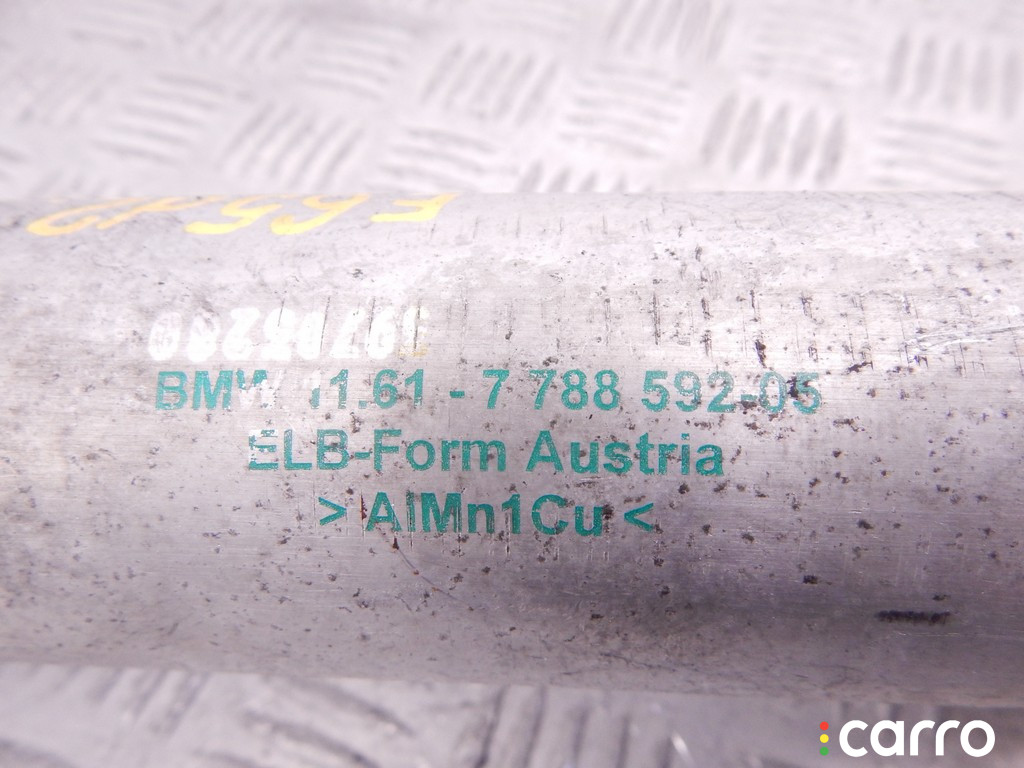 BMW 11.61 - 7 788 592-05
ELB-Form Austria
> AlMn1Cu <
carro